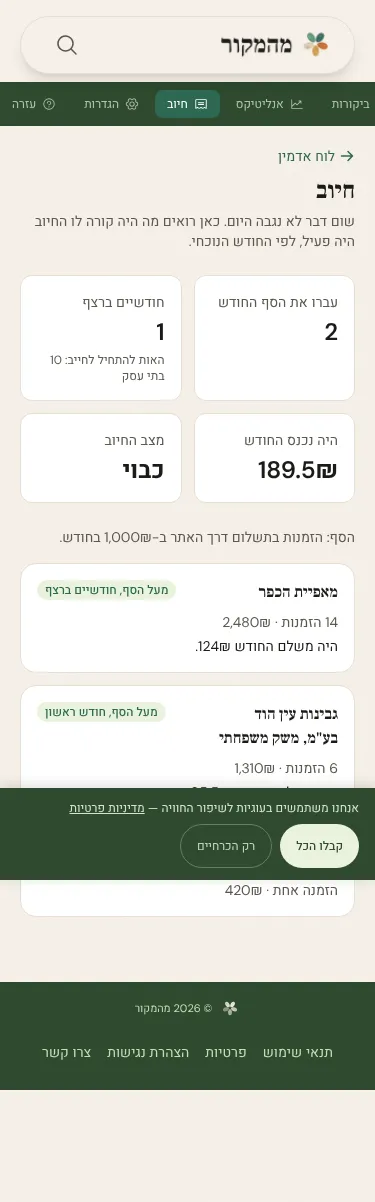 מהמקור
ביקורות
אנליטיקס
חיוב
הגדרות
עזרה
לוח אדמין
חיוב
שום דבר לא נגבה היום. כאן רואים מה היה קורה לו החיוב
היה פעיל, לפי החודש הנוכחי.
עברו את הסף החודש
2
חודשיים ברצף
1
האות להתחיל לחייב: 10
בתי עסק
היה נכנס החודש
189.5₪
מצב החיוב
כבוי
הסף: הזמנות בתשלום דרך האתר ב-1,000₪ בחודש.
מאפיית הכפר
מעל הסף, חודשיים ברצף
14 הזמנות · 2,480₪
היה משלם החודש 124₪.
גבינות עין הוד
בע"מ, משק משפחתי
מעל הסף, חודש ראשון
6 הזמנות · 1,310₪
אנחנו משתמשים בעוגיות לשיפור החוויה — מדיניות פרטיות
קבלו הכל
רק הכרחיים
הזמנה אחת · 420₪
© 2026 מהמקור
תנאי שימוש
פרטיות
הצהרת נגישות
צרו קשר